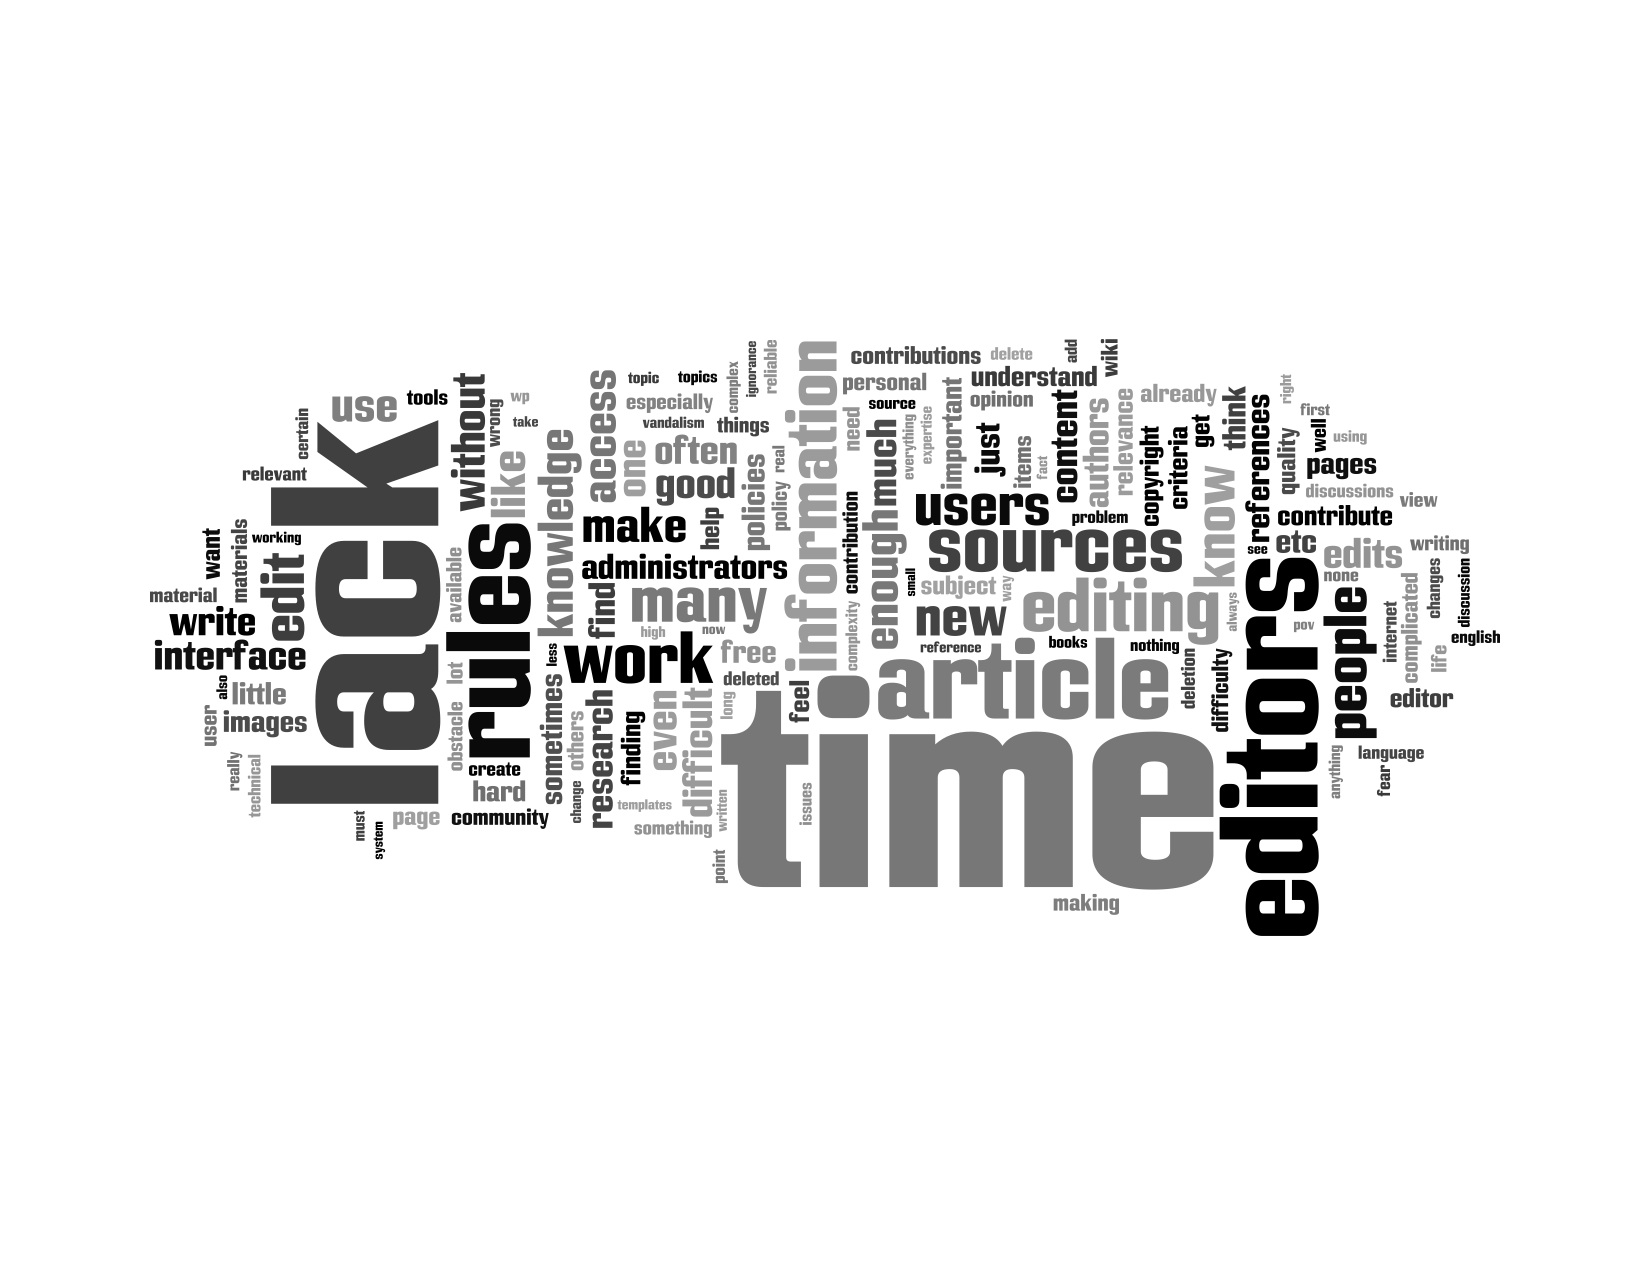 lack
time
editors
rules
article
sources
information
work
editing
many
users
new
people
know
knowledge
enough
much
access
make
without
like
use
tools
wp
take
wrong
certain
relevant
want
materials
working
edit
material
write
interface
also
little
user
images
really
technical
must
system
page
community
hard
create
obstacle
lot
available
less
sometimes
others
change
research
finding
find
templates
something
difficult
even
written
point
long
issues
feel
deleted
free
now
high
administrators
help
policies
policy
real
good
often
one
things
vandalism
especially
topic
topics
complex
ignorance
reliable
contributions
delete
add
wiki
personal
understand
source
opinion
need
everything
expertise
important
just
items
fact
content
authors
relevance
already
copyright
criteria
get
think
references
right
first
well
using
quality
pages
discussions
view
contribute
see
etc
edits
writing
none
complicated
changes
discussion
english
internet
life
pov
editor
language
fear
anything
always
difficulty
deletion
nothing
books
reference
subject
way
small
contribution
complexity
problem
making